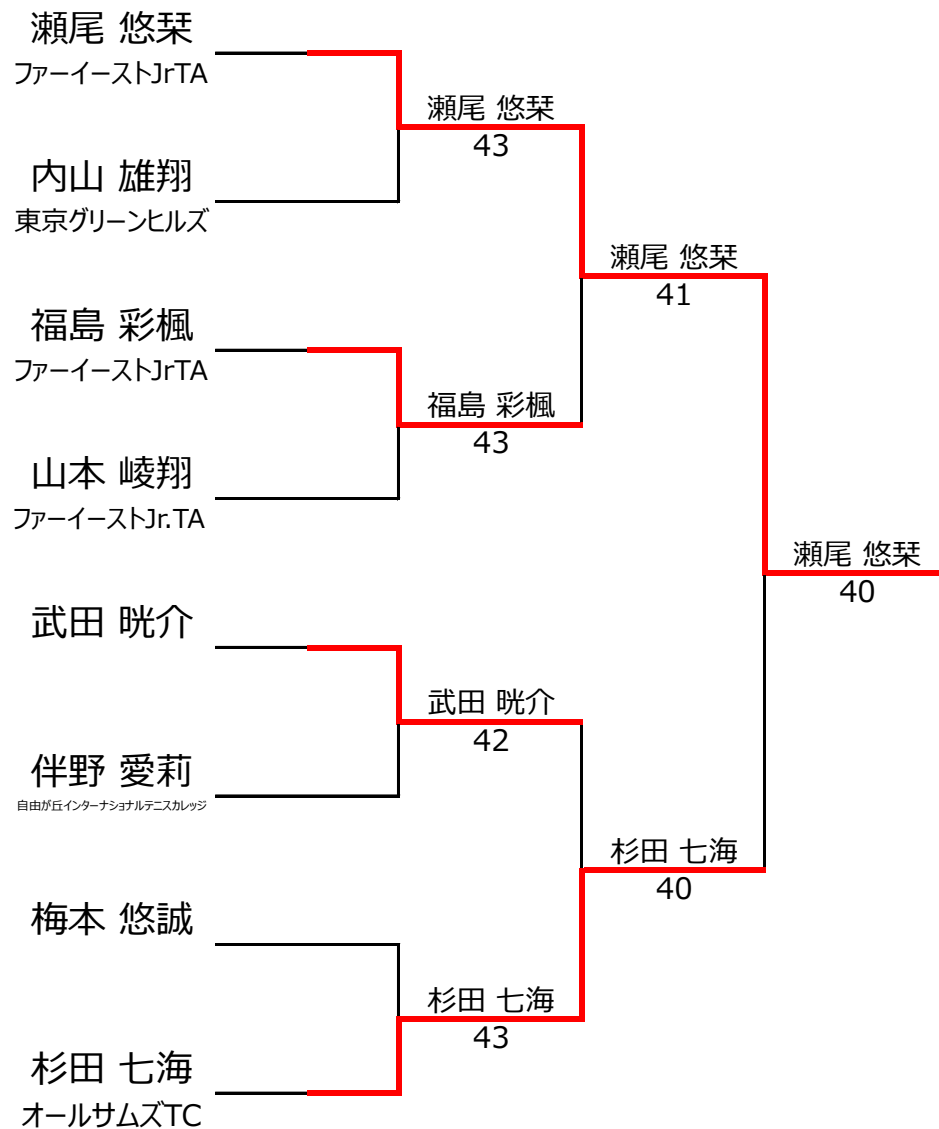 瀬尾 悠栞
ファーイーストJrTA
瀬尾 悠栞
43
内山 雄翔
東京グリーンヒルズ
瀬尾 悠栞
41
福島 彩楓
ファーイーストJrTA
福島 彩楓
43
山本 崚翔
ファーイーストJr.TA
瀬尾 悠栞
40
武田 晄介
武田 晄介
42
伴野 愛莉
自由が丘インターナショナルテニスカレッジ
杉田 七海
40
梅本 悠誠
杉田 七海
43
杉田 七海
オールサムズTC